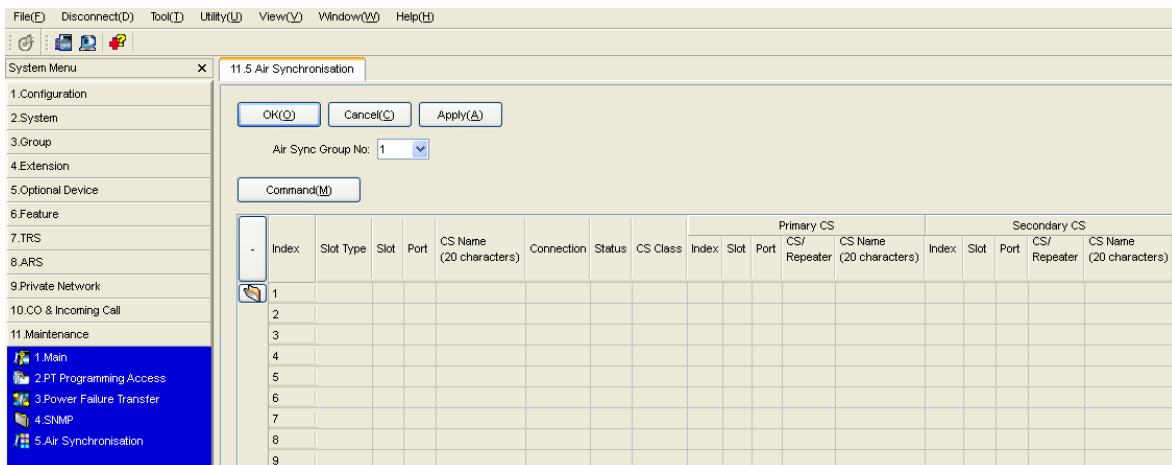 File(F) Disconnect(D) Tool(T) Utility(U) View(V) Window(W) Help(H)
System Menu X
11.5 Air Synchronisation
1.Configuration
2.System
3.Group
4.Extension
5.Optional Device
6.Feature
7.TRS
8.ARS
9.Private Network
10.CO & Incoming Call
11.Maintenance
1.Main
2.PT Programming Access
3.Power Failure Transfer
4.SNMP
5.Air Synchronisation
OK(O) Cancel(C) Apply(A)
Air Sync Group No: 1
Command(M)
Primary CS Secondary CS
- Index Slot Type Slot Port CS Name (20 characters) Connection Status CS Class Index Slot Port CS/ Repeater CS Name (20 characters) Index Slot Port CS/ Repeater CS Name (20 characters)
1
2
3
4
5
6
7
8
9